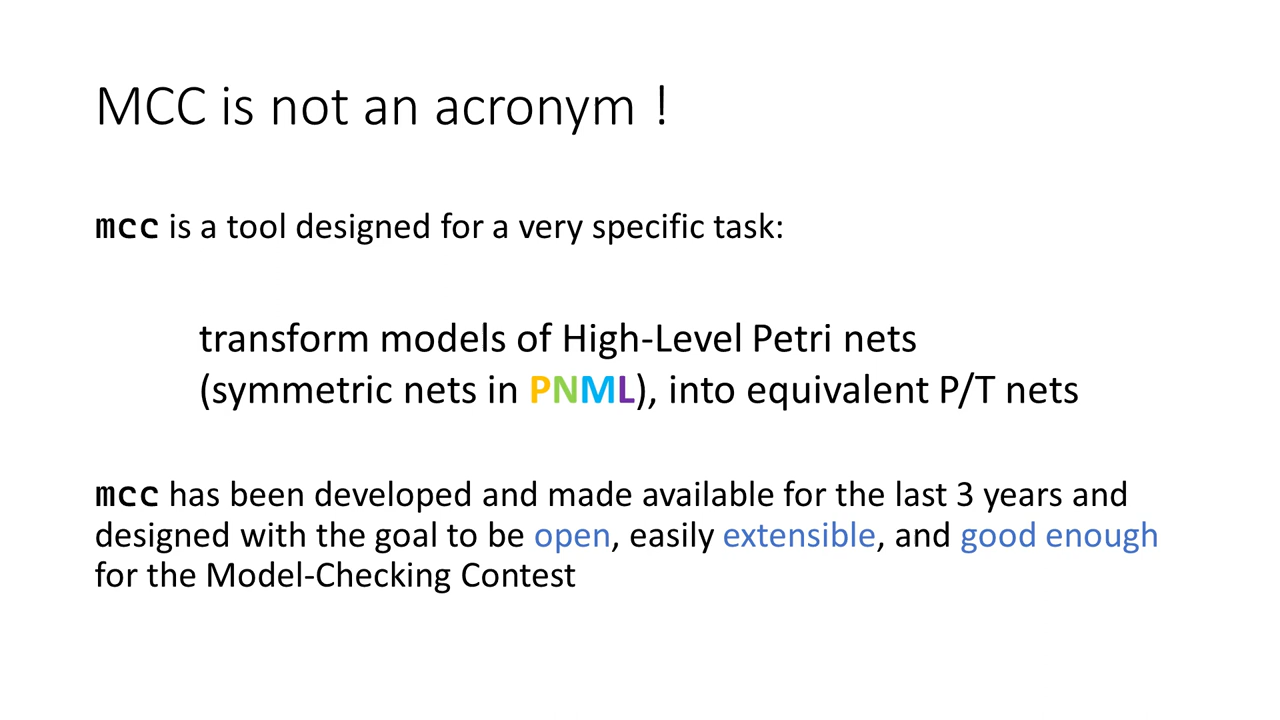 MCC is not an acronym !
mcc is a tool designed for a very specific task:
transform models of High-Level Petri nets
(symmetric nets in PNML), into equivalent P/T nets
mcc has been developed and made available for the last 3 years and
designed with the goal to be open, easily extensible, and good enough
for the Model-Checking Contest